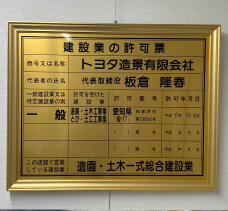 建設業の許可票
商号又は名称 トヨタ造景有限会社
代表者の氏名 代表取締役 板倉 隆春
一般建設業又は特定建設業の別 許可を受けた建設業 許可番号 許可年月日
一般 造園・土木工事業 とび・土工工事業 愛知県
この店舗で営業している建設業 造園・土木一式総合建設業